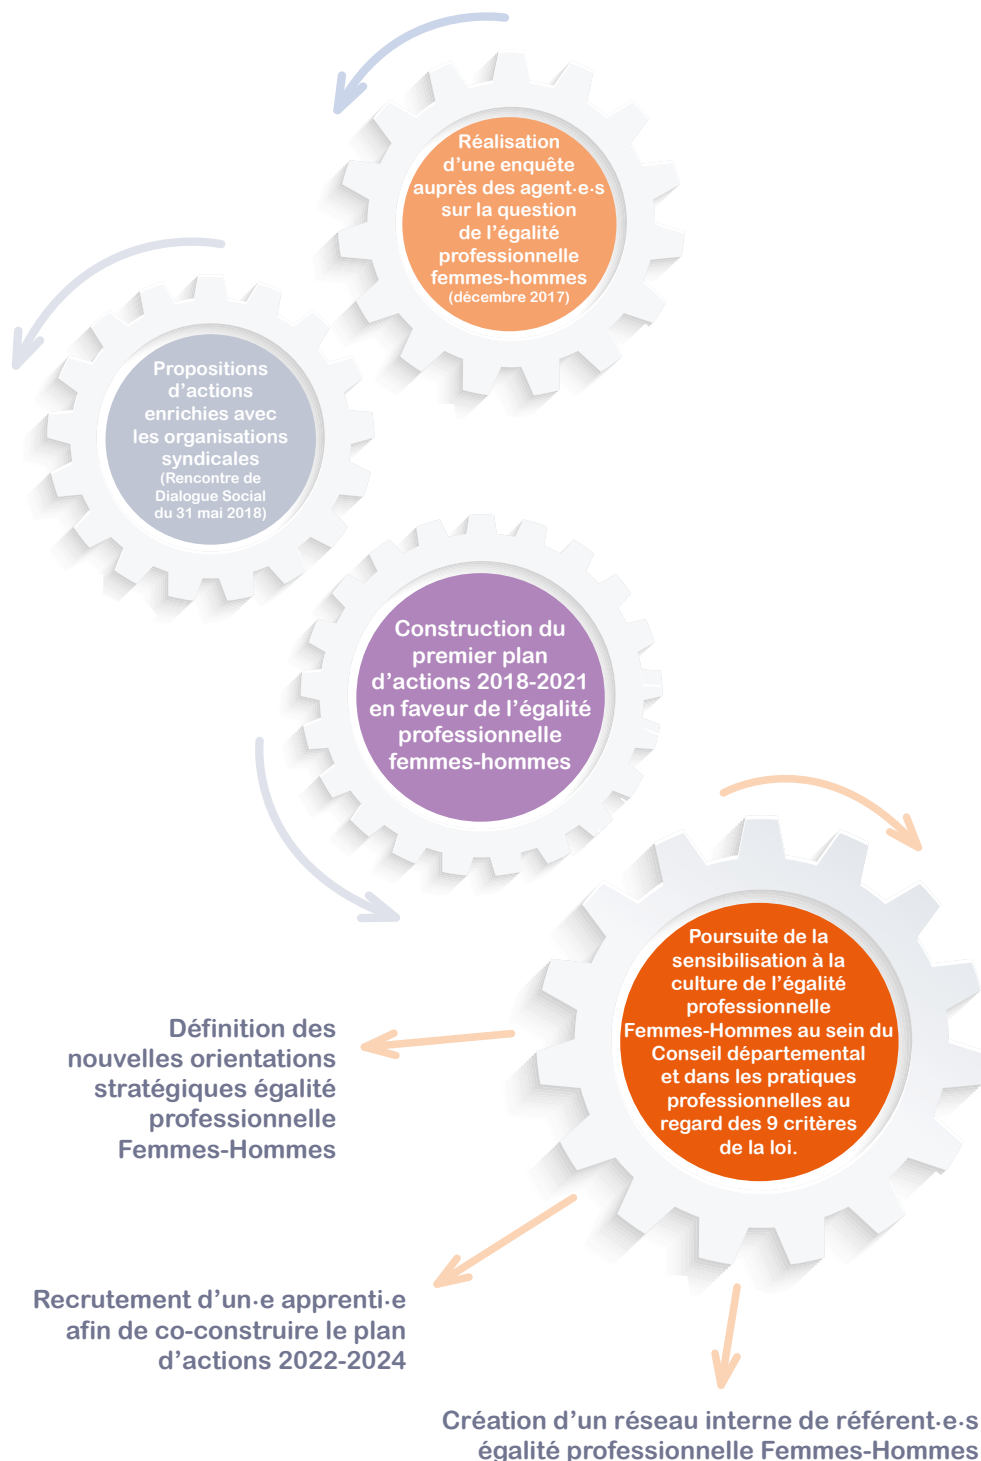 Réalisation
d’une enquête
auprès des agent·e·s
sur la question
de l’égalité
professionnelle
femmes-hommes
(décembre 2017)
Propositions
d’actions
enrichies avec
les organisations
syndicales
(Rencontre de
Dialogue Social
du 31 mai 2018)
Construction du
premier plan
d’actions 2018-2021
en faveur de l’égalité
professionnelle
femmes-hommes
Poursuite de la
sensibilisation à la
culture de l’égalité
professionnelle
Femmes-Hommes au sein du
Conseil départemental
et dans les pratiques
professionnelles au
regard des 9 critères
de la loi.
Définition des
nouvelles orientations
stratégiques égalité
professionnelle
Femmes-Hommes
Recrutement d’un·e apprenti·e
afin de co-construire le plan
d’actions 2022-2024
Création d’un réseau interne de référent·e·s
égalité professionnelle Femmes-Hommes